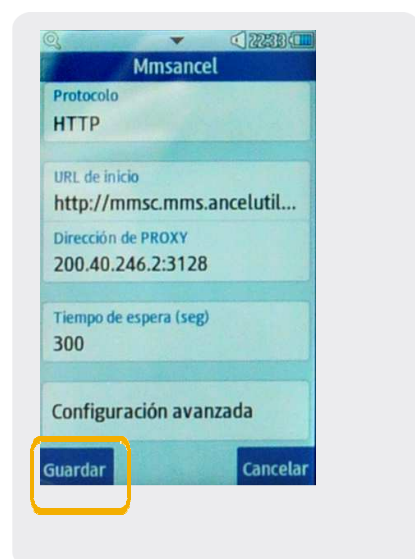 22:33
Mmsancel
Protocolo
HTTP
URL de inicio
http://mmsc.mms.ancelutil...
Dirección de PROXY
200.40.246.2:3128
Tiempo de espera (seg)
300
Configuración avanzada
Guardar Cancelar